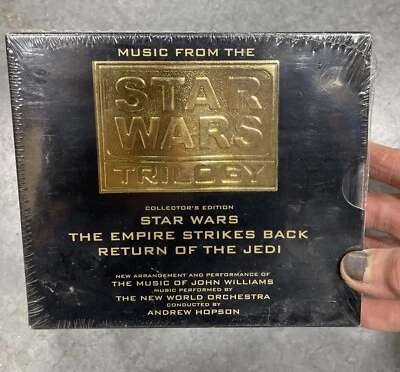 MUSIC FROM THE
STAR
WARS
TRILOGY
COLLECTOR'S EDITION
STAR WARS
THE EMPIRE STRIKES BACK
RETURN OF THE JEDI
NEW ARRANGEMENT AND PERFORMANCE OF
THE MUSIC OF JOHN WILLIAMS
MUSIC PERFORMED BY
THE NEW WORLD ORCHESTRA
CONDUCTED BY
ANDREW HOPSON